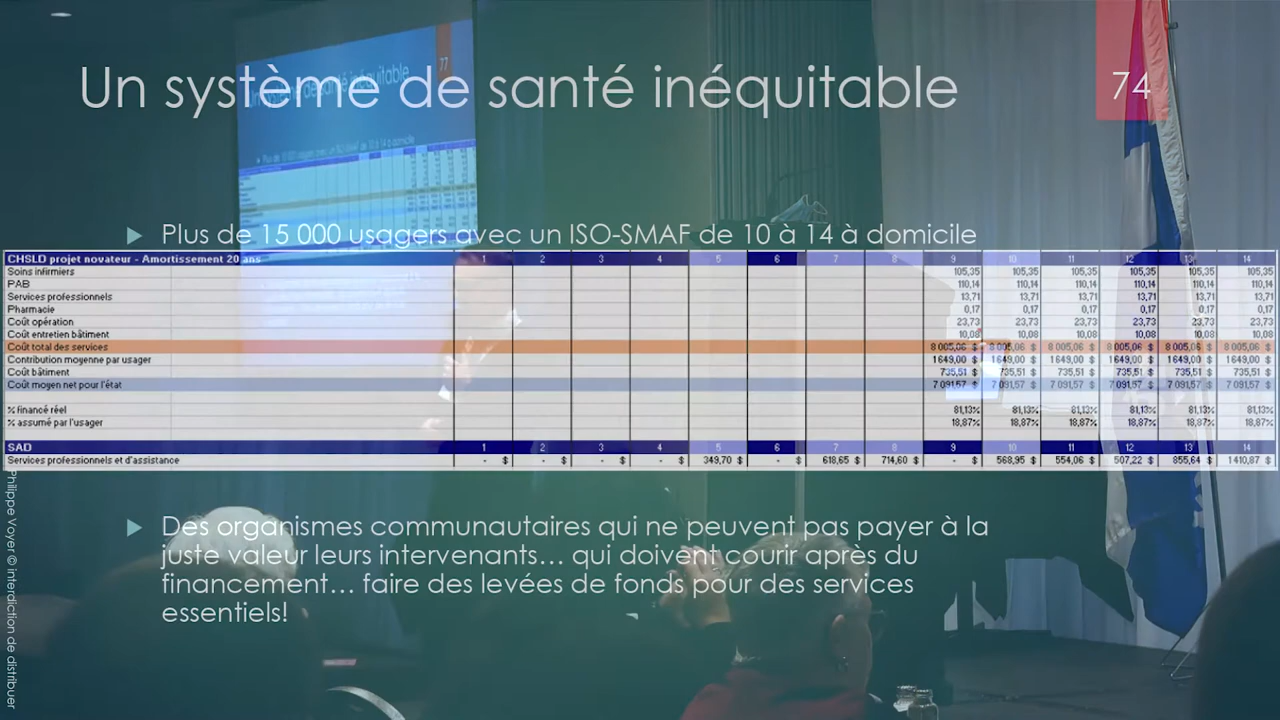 Un système de santé inéquitable
74
Plus de 15 000 usagers avec un ISO-SMAF de 10 à 14 à domicile
CHSLD projet novateur - Amortissement 20 ans 1 2 3 4 5 6 7 8 9 10 11 12 13 14
Soins infirmiers 105,35 105,35 105,35 105,35 105,35 105,35
PAB 110,14 110,14 110,14 110,14 110,14 110,14
Services professionnels 13,71 13,71 13,71 13,71 13,71 13,71
Pharmacie 0,17 0,17 0,17 0,17 0,17 0,17
Coût opération 23,73 23,73 23,73 23,73 23,73 23,73
Coût entretien bâtiment 10,08 10,08 10,08 10,08 10,08 10,08
Coût total des services 8 005,06 $ 8 005,06 $ 8 005,06 $ 8 005,06 $ 8 005,06 $ 8 005,06 $
Contribution moyenne par usager 1 649,00 $ 1 649,00 $ 1 649,00 $ 1 649,00 $ 1 649,00 $ 1 649,00 $
Coût bâtiment 735,51 $ 735,51 $ 735,51 $ 735,51 $ 735,51 $ 735,51 $
Coût moyen net pour l'état 7 091,57 $ 7 091,57 $ 7 091,57 $ 7 091,57 $ 7 091,57 $ 7 091,57 $
% financé réel 81,13% 81,13% 81,13% 81,13% 81,13% 81,13%
% assumé par l'usager 18,87% 18,87% 18,87% 18,87% 18,87% 18,87%
SAD 1 2 3 4 5 6 7 8 9 10 11 12 13 14
Services professionnels et d'assistance - $ - $ - $ - $ 349,70 $ - $ 618,65 $ 714,60 $ - $ 568,95 $ 554,06 $ 507,22 $ 855,64 $ 1 410,87 $
Des organismes communautaires qui ne peuvent pas payer à la
juste valeur leurs intervenants… qui doivent courir après du
financement… faire des levées de fonds pour des services
essentiels!
Philippe Voyer © interdiction de distribuer